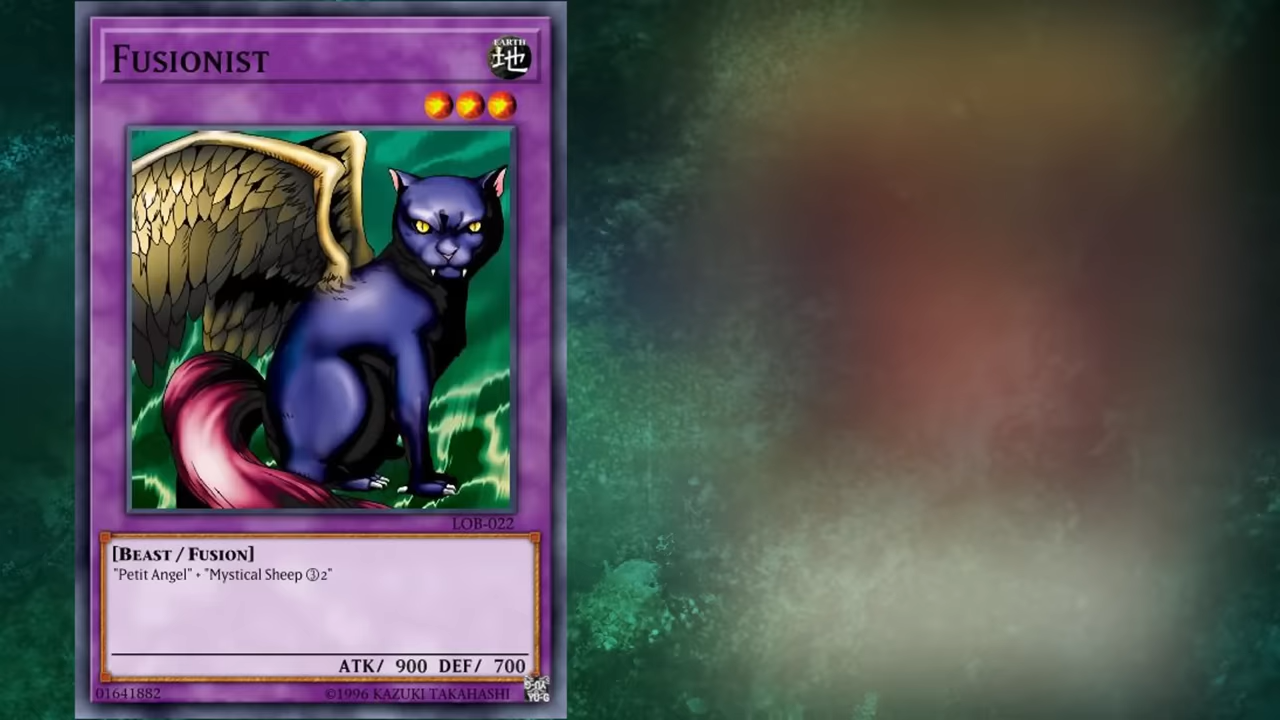 FUSIONIST
EARTH
地
LOB-022
[BEAST / FUSION]
"Petit Angel" + "Mystical Sheep ③2"
ATK/ 900 DEF/ 700
01641882
©1996 KAZUKI TAKAHASHI